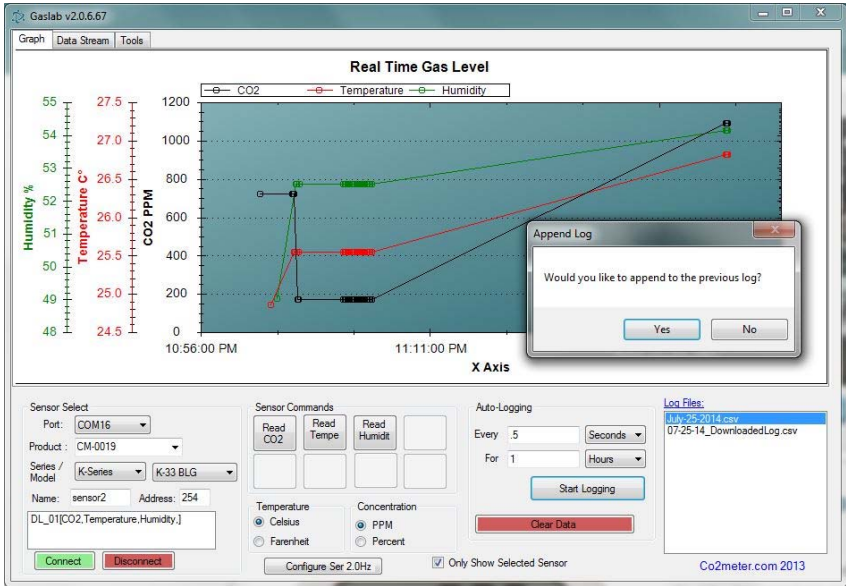 Gaslab v2.0.6.67
Graph Data Stream Tools
Real Time Gas Level
CO2 Temperature Humidity
55 27.5 1200
54 27.0 1000
53 26.5 800
52 26.0 600
51 25.5 400
50 25.0 200
49 24.5 0
48
Humidity %
Temperature C°
CO2 PPM
10:56:00 PM 11:11:00 PM
X Axis
Append Log
Would you like to append to the previous log?
Yes No
Sensor Select
Port: COM16
Product : CM-0019
Series / Model K-Series K-33 BLG
Name: sensor2 Address: 254
DL_01[CO2,Temperature,Humidity,]
Connect Disconnect
Sensor Commands
Read CO2
Read Tempe
Read Humidit
Temperature
Celsius
Farenheit
Concentration
PPM
Percent
Configure Ser 2.0Hz
Auto-Logging
Every .5 Seconds
For 1 Hours
Start Logging
Clear Data
Only Show Selected Sensor
Log Files:
July-25-2014.csv
07-25-14_DownloadedLog.csv
Co2meter.com 2013